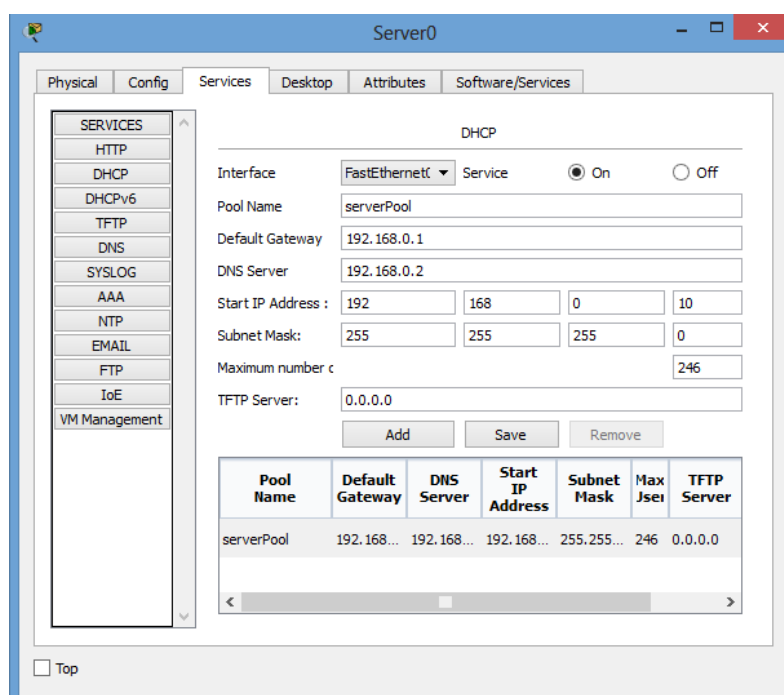 Server0
Physical Config Services Desktop Attributes Software/Services
SERVICES
HTTP
DHCP
DHCPv6
TFTP
DNS
SYSLOG
AAA
NTP
EMAIL
FTP
IoE
VM Management
DHCP
Interface FastEthernet Service On Off
Pool Name serverPool
Default Gateway 192.168.0.1
DNS Server 192.168.0.2
Start IP Address : 192 168 0 10
Subnet Mask: 255 255 255 0
Maximum number 246
TFTP Server: 0.0.0.0
Add Save Remove
Pool Name Default Gateway DNS Server Start IP Address Subnet Mask Max TFTP Server
serverPool 192.168... 192.168... 192.168... 255.255... 246 0.0.0.0
Top